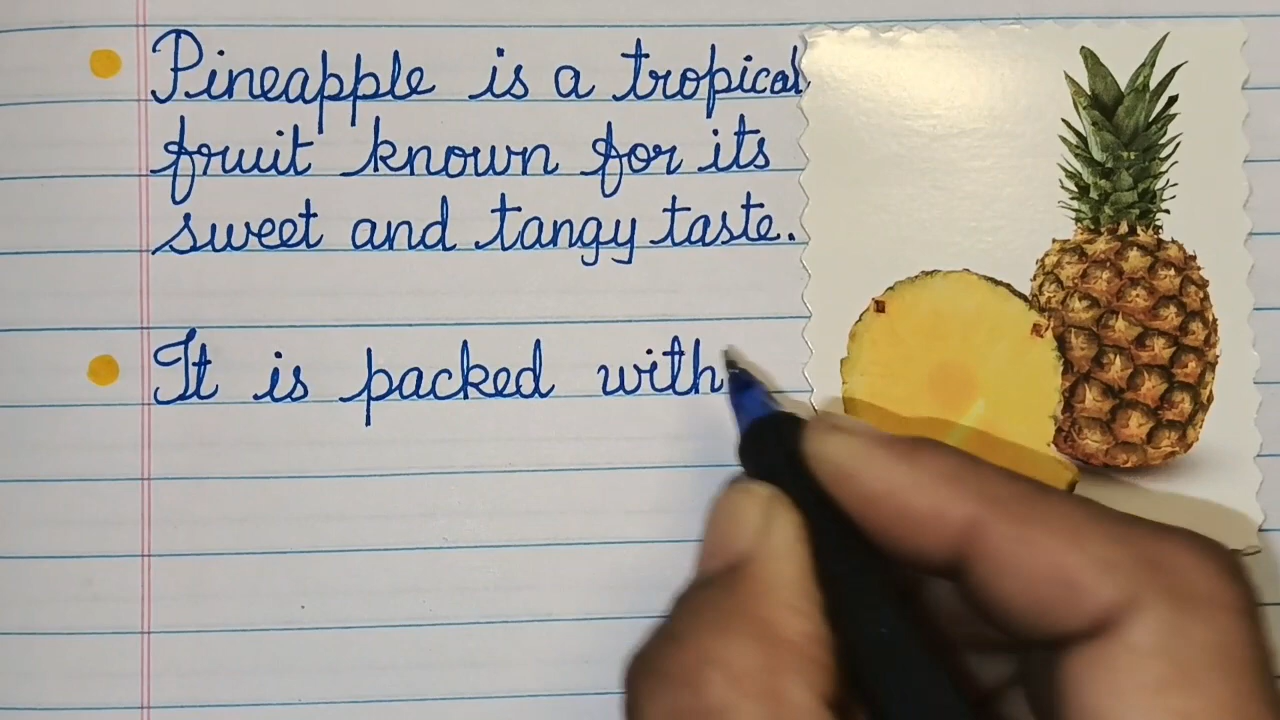 Pineapple is a tropical
fruit known for its
sweet and tangy taste.
It is packed with